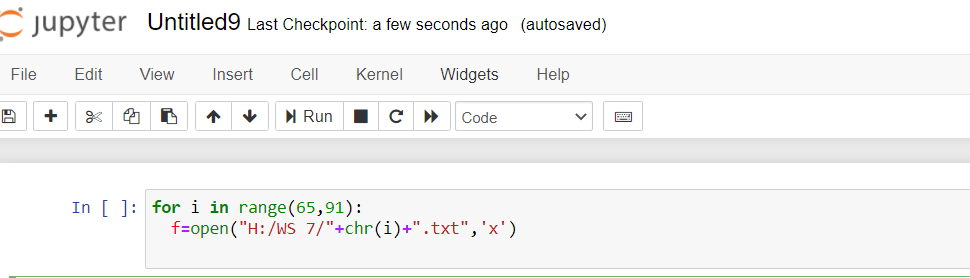 jupyter Untitled9 Last Checkpoint: a few seconds ago (autosaved)
File Edit View Insert Cell Kernel Widgets Help
Run Code
In [ ]: for i in range(65,91):
f=open("H:/WS 7/"+chr(i)+".txt",'x')